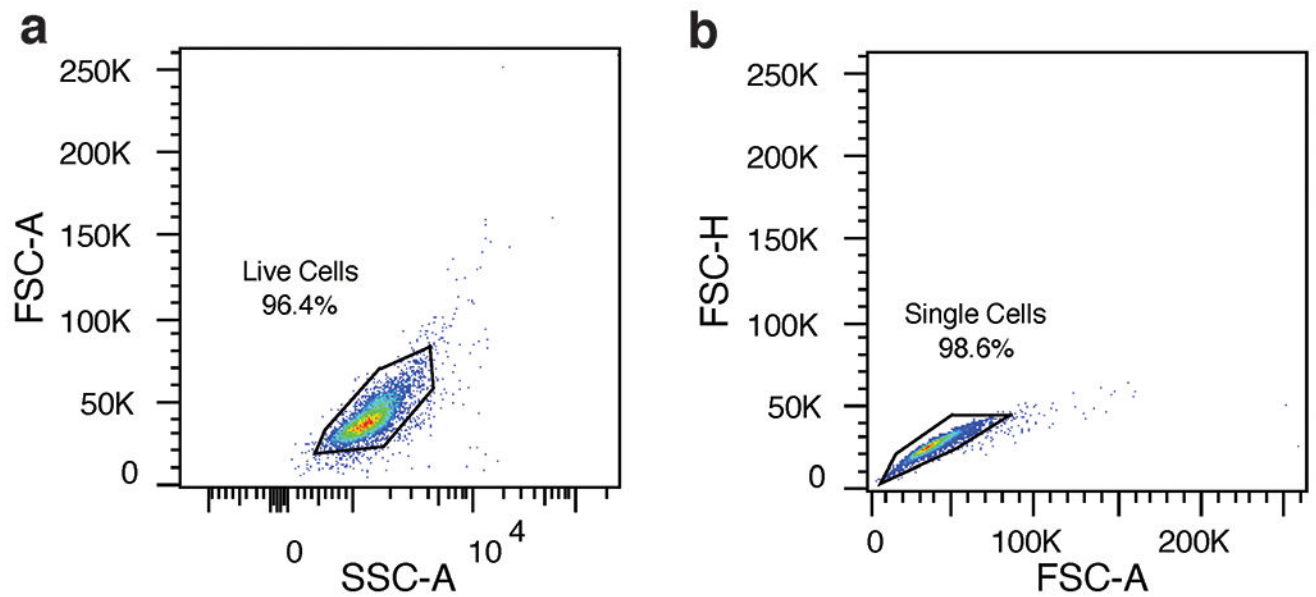 a
250K
200K
150K
100K
50K
0
FSC-A
Live Cells
96.4%
0
10 4
SSC-A
b
250K
200K
150K
100K
50K
0
FSC-H
Single Cells
98.6%
0
100K
200K
FSC-A